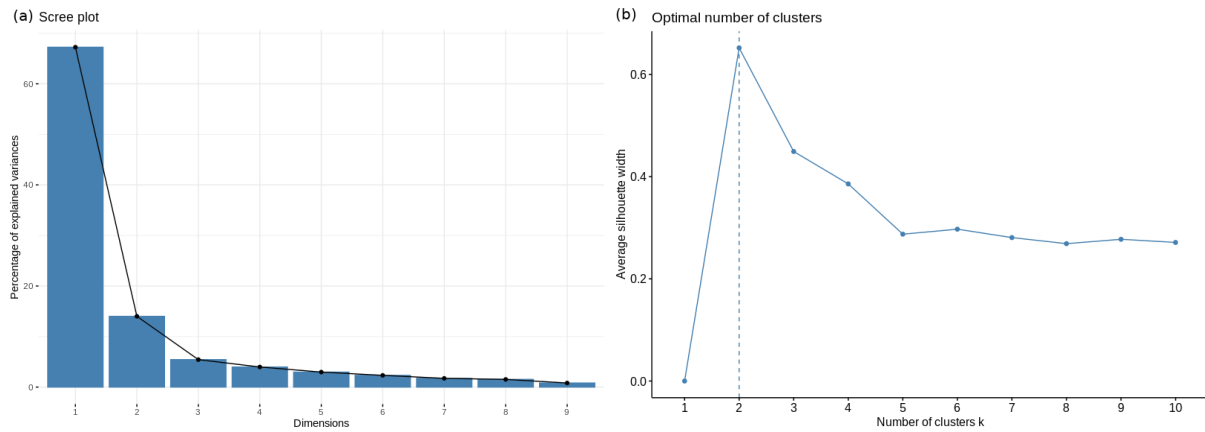 (a) Scree plot
Percentage of explained variances
60
40
20
0
1 2 3 4 5 6 7 8 9
Dimensions
(b) Optimal number of clusters
Average silhouette width
0.6
0.4
0.2
0.0
1 2 3 4 5 6 7 8 9 10
Number of clusters k